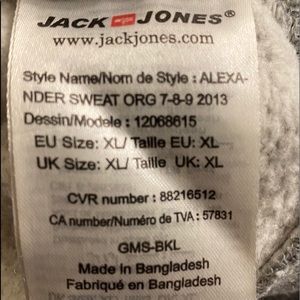 JACK JONES®
www.jackjones.com
Style Name/Nom de Style : ALEXA-
NDER SWEAT ORG 7-8-9 2013
Dessin/Modele : 12068615
EU Size: XL/ Taille EU: XL
UK Size: XL/ Taille UK: XL
CVR number : 88216512
CA number/Numéro de TVA : 57831
GMS-BKL
Made in Bangladesh
Fabriqué en Bangladesh